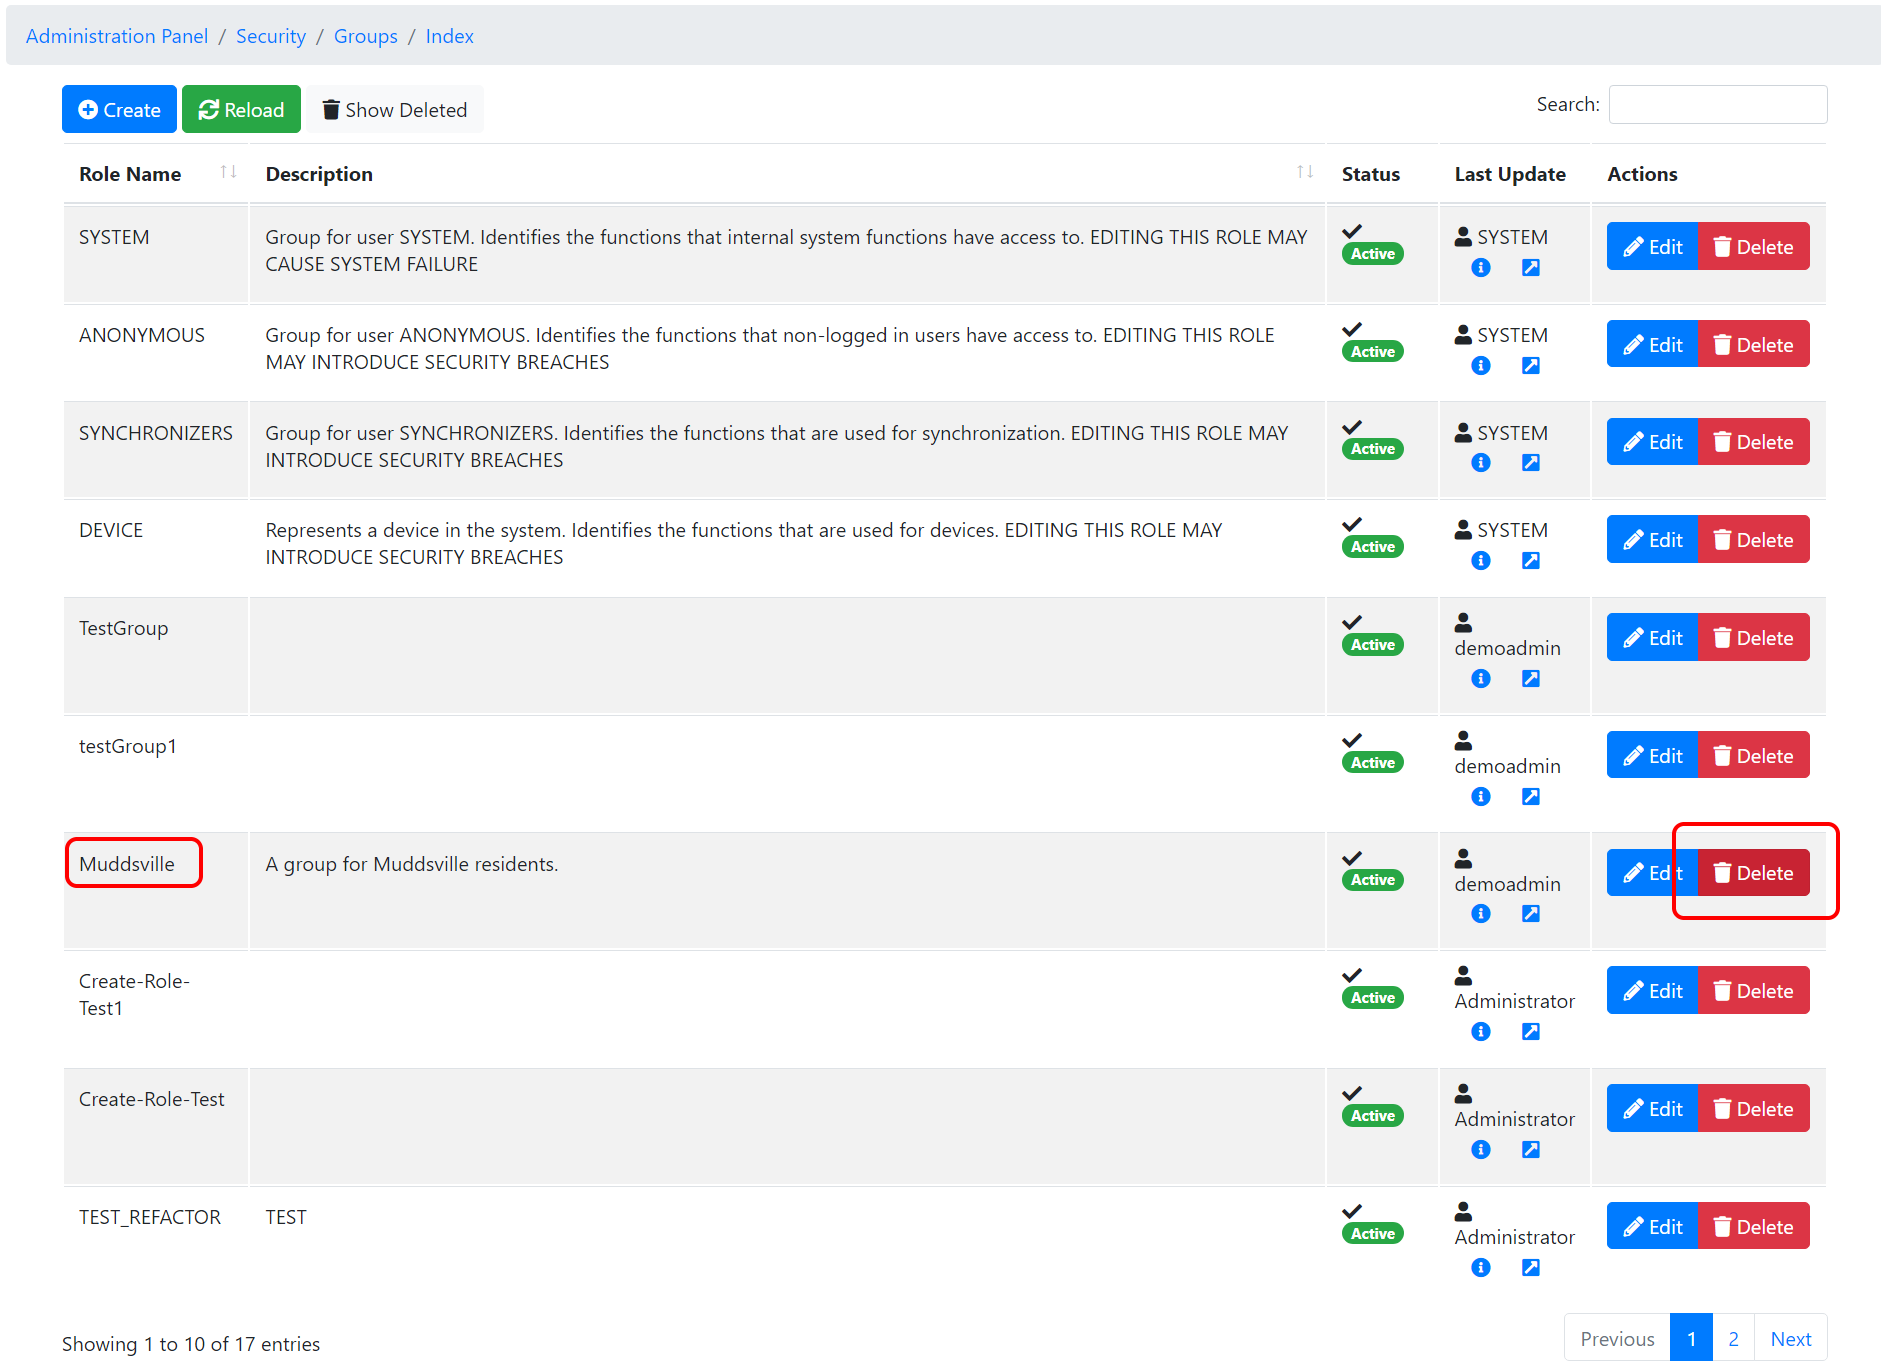 Administration Panel / Security / Groups / Index
Create Reload Show Deleted Search:
Role Name Description Status Last Update Actions
SYSTEM Group for user SYSTEM. Identifies the functions that internal system functions have access to. EDITING THIS ROLE MAY SYSTEM Edit Delete
CAUSE SYSTEM FAILURE Active
ANONYMOUS Group for user ANONYMOUS. Identifies the functions that non-logged in users have access to. EDITING THIS ROLE SYSTEM Edit Delete
MAY INTRODUCE SECURITY BREACHES Active
SYNCHRONIZERS Group for user SYNCHRONIZERS. Identifies the functions that are used for synchronization. EDITING THIS ROLE MAY SYSTEM Edit Delete
INTRODUCE SECURITY BREACHES Active
DEVICE Represents a device in the system. Identifies the functions that are used for devices. EDITING THIS ROLE MAY SYSTEM Edit Delete
INTRODUCE SECURITY BREACHES Active
TestGroup Edit Delete
Active demoadmin
testGroup1 Edit Delete
Active demoadmin
Muddsville A group for Muddsville residents. Edit Delete
Active demoadmin
Create-Role- Edit Delete
Test1 Active Administrator
Create-Role-Test Edit Delete
Active Administrator
TEST_REFACTOR TEST Edit Delete
Active Administrator
Showing 1 to 10 of 17 entries Previous 1 2 Next